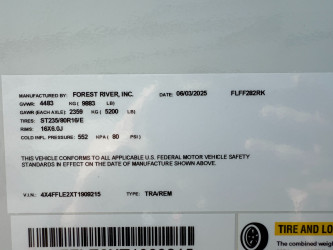 MANUFACTURED BY: FOREST RIVER, INC. DATE: 06/03/2025 FLFF282RK
GVWR: 4483 KG ( 9883 LB)
GAWR (EACH AXLE): 2359 KG ( 5200 LB)
TIRES: ST235/80R16/E
RIMS: 16X6.0J
COLD INFL. PRESSURE: 552 KPA ( 80 PSI/)
THIS VEHICLE CONFORMS TO ALL APPLICABLE U.S. FEDERAL MOTOR VEHICLE SAFETY
STANDARDS IN EFFECT ON THE DATE OF MANUFACTURE SHOWN ABOVE.
V.I.N: 4X4FFLE2XT1909215 TYPE: TRA/REM
TIRE AND LO
The combined weig